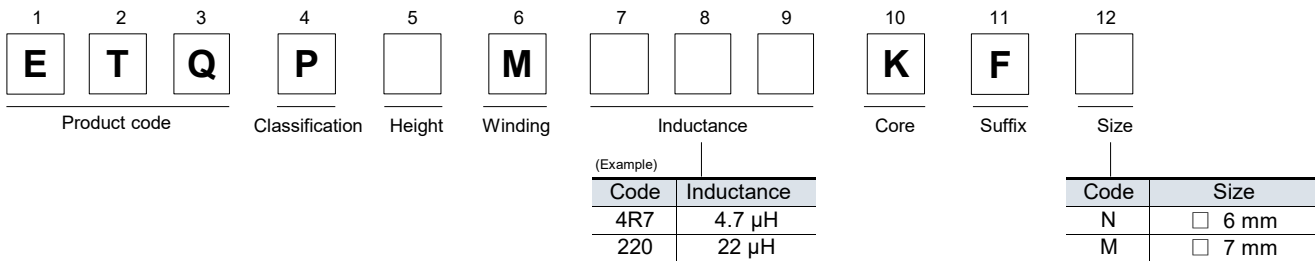 1 2 3 4 5 6 7 8 9 10 11 12
E T Q P M K F
Product code Classification Height Winding Inductance Core Suffix Size
(Example)
Code Inductance Code Size
4R7 4.7 µH N □ 6 mm
220 22 µH M □ 7 mm